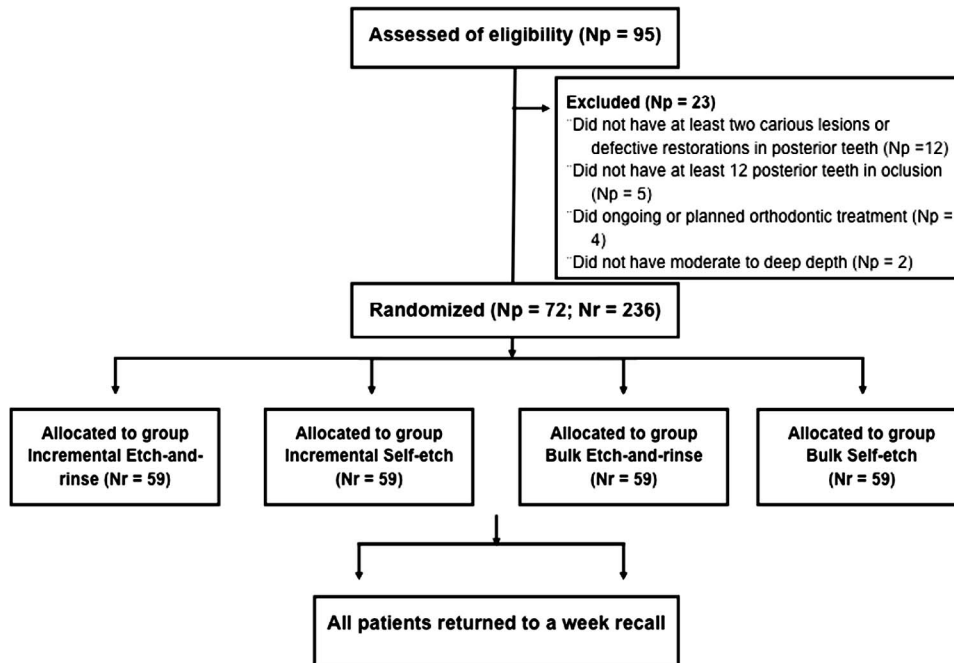 Assessed of eligibility (Np = 95)
Excluded (Np = 23)
¨Did not have at least two carious lesions or
defective restorations in posterior teeth (Np =12)
¨Did not have at least 12 posterior teeth in oclusion
(Np = 5)
¨Did ongoing or planned orthodontic treatment (Np =
4)
¨Did not have moderate to deep depth (Np = 2)
Randomized (Np = 72; Nr = 236)
Allocated to group
Incremental Etch-and-
rinse (Nr = 59)
Allocated to group
Incremental Self-etch
(Nr = 59)
Allocated to group
Bulk Etch-and-rinse
(Nr = 59)
Allocated to group
Bulk Self-etch
(Nr = 59)
All patients returned to a week recall